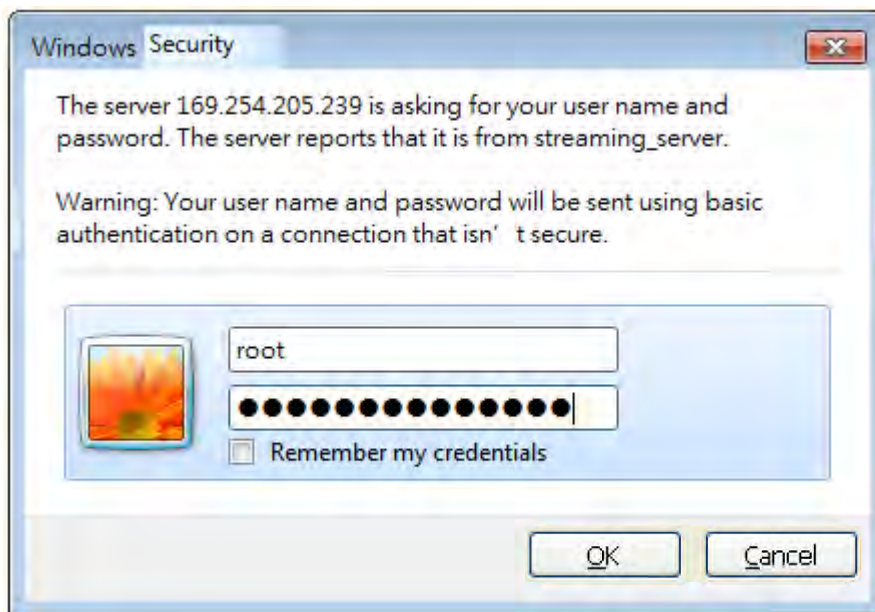 Windows Security
The server 169.254.205.239 is asking for your user name and
password. The server reports that it is from streaming_server.
Warning: Your user name and password will be sent using basic
authentication on a connection that isn’ t secure.
root
●●●●●●●●●●●●●●
Remember my credentials
OK
Cancel